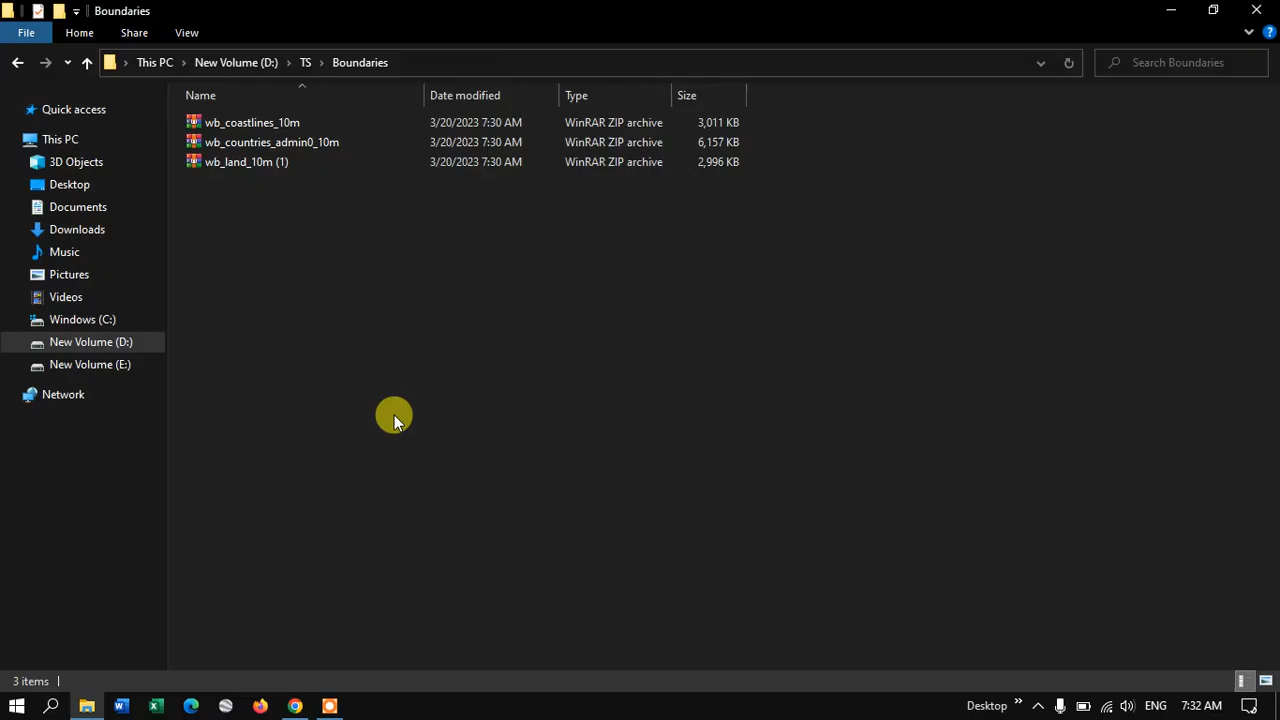 Boundaries
File Home Share View
This PC New Volume (D:) TS Boundaries Search Boundaries
Name Date modified Type Size
Quick access
This PC
3D Objects
Desktop
Documents
Downloads
Music
Pictures
Videos
Windows (C:)
New Volume (D:)
New Volume (E:)
Network
wb_coastlines_10m 3/20/2023 7:30 AM WinRAR ZIP archive 3,011 KB
wb_countries_admin0_10m 3/20/2023 7:30 AM WinRAR ZIP archive 6,157 KB
wb_land_10m (1) 3/20/2023 7:30 AM WinRAR ZIP archive 2,996 KB
3 items
Desktop ENG 7:32 AM